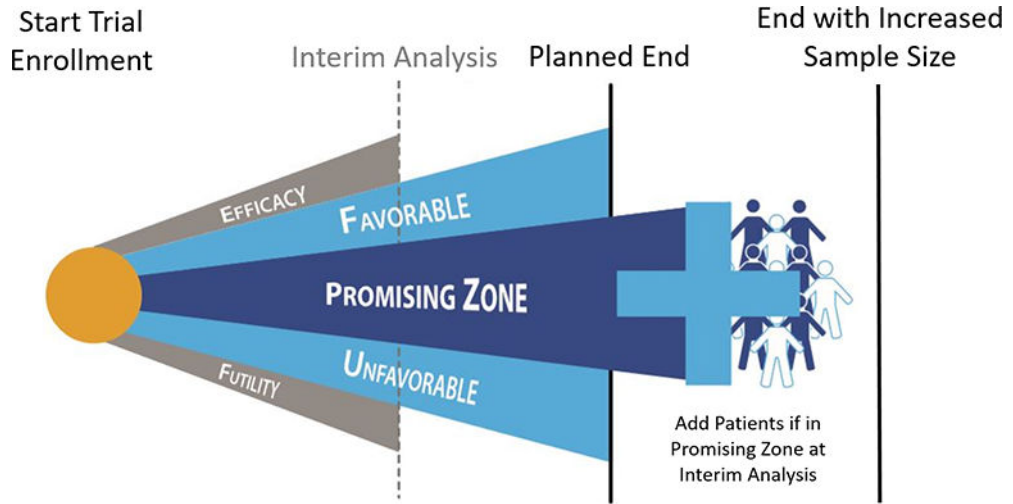 Start Trial
Enrollment
Interim Analysis
Planned End
End with Increased
Sample Size
EFFICACY
FAVORABLE
PROMISING ZONE
UNFAVORABLE
FUTILITY
Add Patients if in
Promising Zone at
Interim Analysis